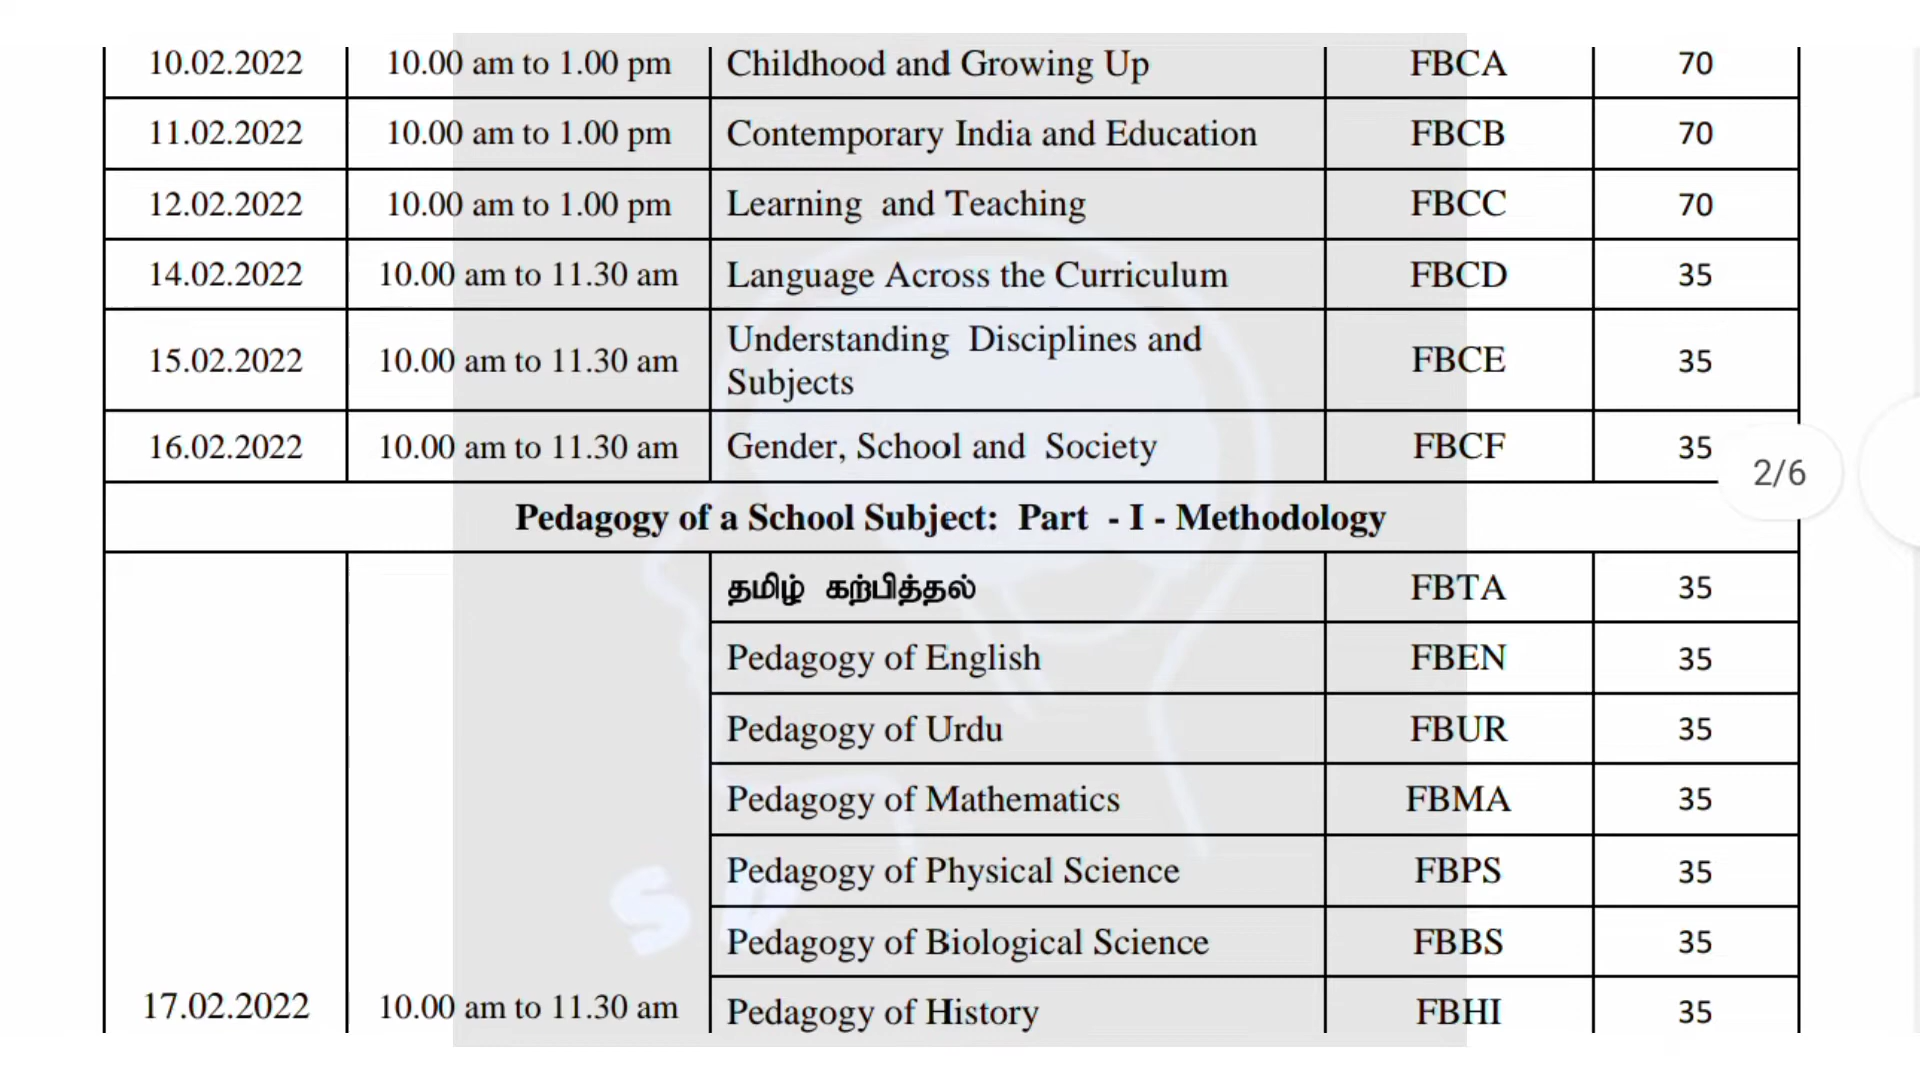 10.02.2022 10.00 am to 1.00 pm Childhood and Growing Up FBCA 70
11.02.2022 10.00 am to 1.00 pm Contemporary India and Education FBCB 70
12.02.2022 10.00 am to 1.00 pm Learning and Teaching FBCC 70
14.02.2022 10.00 am to 11.30 am Language Across the Curriculum FBCD 35
15.02.2022 10.00 am to 11.30 am Understanding Disciplines and
Subjects FBCE 35
16.02.2022 10.00 am to 11.30 am Gender, School and Society FBCF 35
2/6
Pedagogy of a School Subject: Part - I - Methodology
தமிழ் கற்பித்தல் FBTA 35
Pedagogy of English FBEN 35
Pedagogy of Urdu FBUR 35
Pedagogy of Mathematics FBMA 35
Pedagogy of Physical Science FBPS 35
Pedagogy of Biological Science FBBS 35
17.02.2022 10.00 am to 11.30 am Pedagogy of History FBHI 35